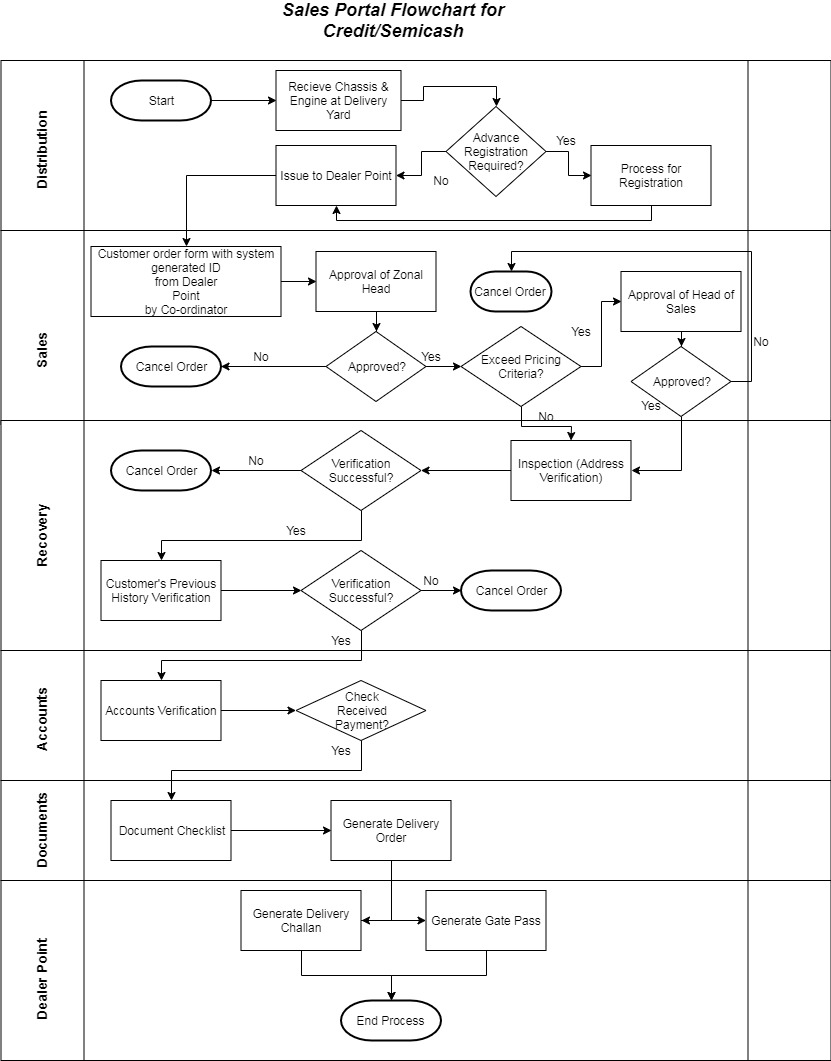 Sales Portal Flowchart for
Credit/Semicash
Distribution
Start
Recieve Chassis &
Engine at Delivery
Yard
Advance
Registration
Required?
Yes
No
Process for
Registration
Issue to Dealer Point
Sales
Customer order form with system
generated ID
from Dealer
Point
by Co-ordinator
Approval of Zonal
Head
Cancel Order
Approval of Head of
Sales
No
Approved?
Yes
Exceed Pricing
Criteria?
Yes
No
Cancel Order
Approved?
Yes
No
Recovery
Inspection (Address
Verification)
Verification
Successful?
No
Cancel Order
Yes
Customer's Previous
History Verification
Verification
Successful?
No
Cancel Order
Yes
Accounts
Accounts Verification
Check
Received
Payment?
Yes
Documents
Document Checklist
Generate Delivery
Order
Dealer Point
Generate Delivery
Challan
Generate Gate Pass
End Process